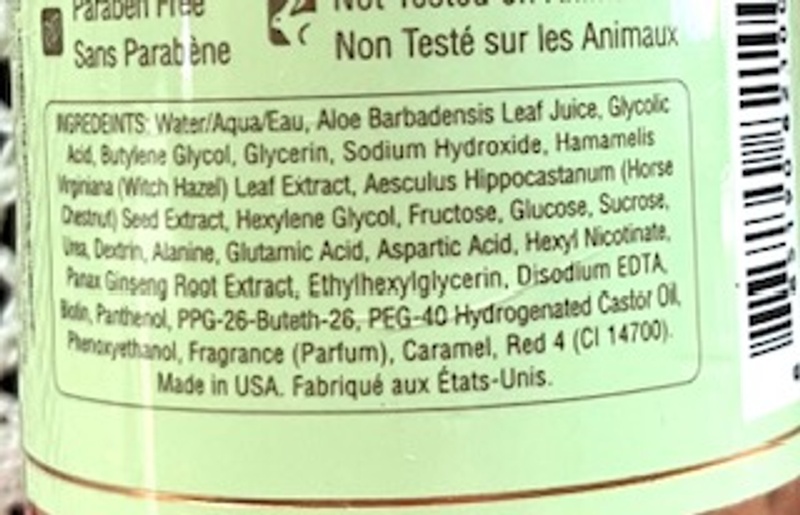 Paraben Free
Sans Parabène
Not Tested on
Non Testé sur les Animaux
INGREDEINTS: Water/Aqua/Eau, Aloe Barbadensis Leaf Juice, Glycolic
Acid, Butylene Glycol, Glycerin, Sodium Hydroxide, Hamamelis
Virginiana (Witch Hazel) Leaf Extract, Aesculus Hippocastanum (Horse
Chestnut) Seed Extract, Hexylene Glycol, Fructose, Glucose, Sucrose,
Urea, Dextrin, Alanine, Glutamic Acid, Aspartic Acid, Hexyl Nicotinate,
Panax Ginseng Root Extract, Ethylhexylglycerin, Disodium EDTA,
Biotin, Panthenol, PPG-26-Buteth-26, PEG-40 Hydrogenated Castor Oil,
Phenoxyethanol, Fragrance (Parfum), Caramel, Red 4 (CI 14700).
Made in USA. Fabriqué aux États-Unis.